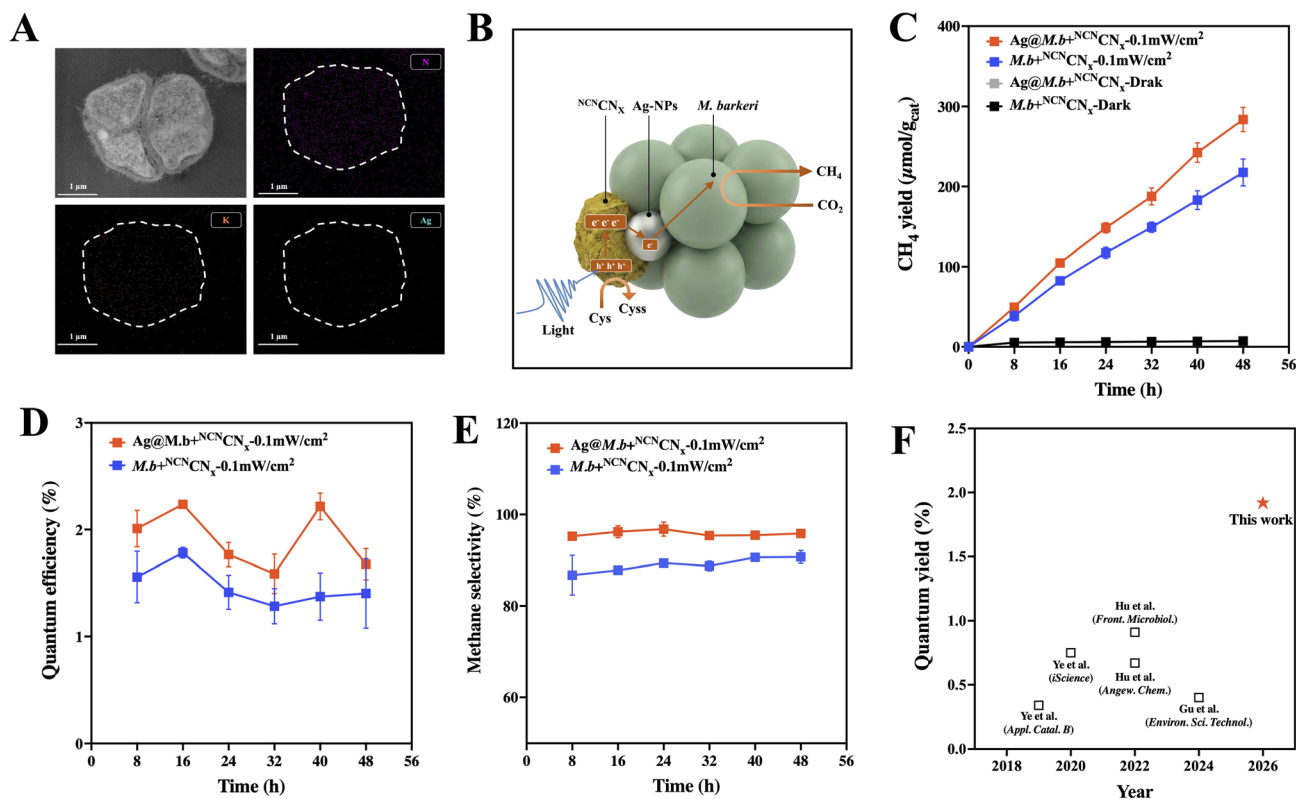 A
N
1 µm
1 µm
K
Ag
1 µm
1 µm
B
NCNCNX
Ag-NPs
M. barkeri
CH4
CO2
e- e- e-
e-
h+ h+ h+
Cys
Cyss
Light
C
Ag@M.b+NCNCNx-0.1mW/cm2
M.b+NCNCNx-0.1mW/cm2
Ag@M.b+NCNCNx-Drak
M.b+NCNCNx-Dark
CH4 yield (µmol/gcat)
400
300
200
100
0
0 8 16 24 32 40 48 56
Time (h)
D
Ag@M.b+NCNCNx-0.1mW/cm2
M.b+NCNCNx-0.1mW/cm2
Quantum efficiency (%)
3
2
1
0
0 8 16 24 32 40 48 56
Time (h)
E
Ag@M.b+NCNCNx-0.1mW/cm2
M.b+NCNCNx-0.1mW/cm2
Methane selectivity (%)
120
100
80
60
0 8 16 24 32 40 48 56
Time (h)
F
Quantum yield (%)
2.5
2.0
1.5
1.0
0.5
0.0
This work
Hu et al.
(Front. Microbiol.)
Ye et al.
(iScience)
Hu et al.
(Angew. Chem.)
Ye et al.
(Appl. Catal. B)
Gu et al.
(Environ. Sci. Technol.)
2018 2020 2022 2024 2026
Year